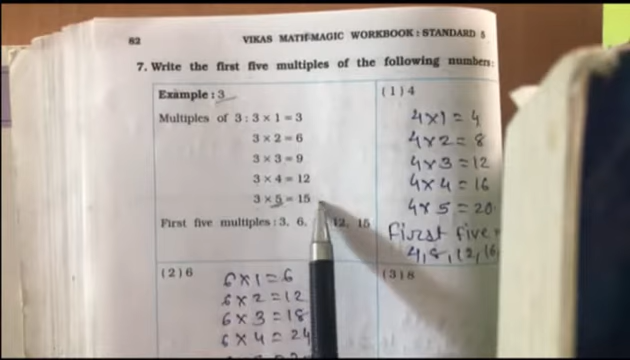 82
VIKAS MATH-MAGIC WORKBOOK : STANDARD 5
7. Write the first five multiples of the following numbers:
Example : 3
Multiples of 3 : 3 × 1 = 3
3 × 2 = 6
3 × 3 = 9
3 × 4 = 12
3 × 5 = 15
First five multiples : 3, 6, 12, 15
(1) 4
4×1 = 4
4×2 = 8
4×3 = 12
4×4 = 16
4×5 = 20
First five
4, 8, 12, 16
(2) 6
6×1 = 6
6×2 = 12
6×3 = 18
6×4 = 24
(3) 8